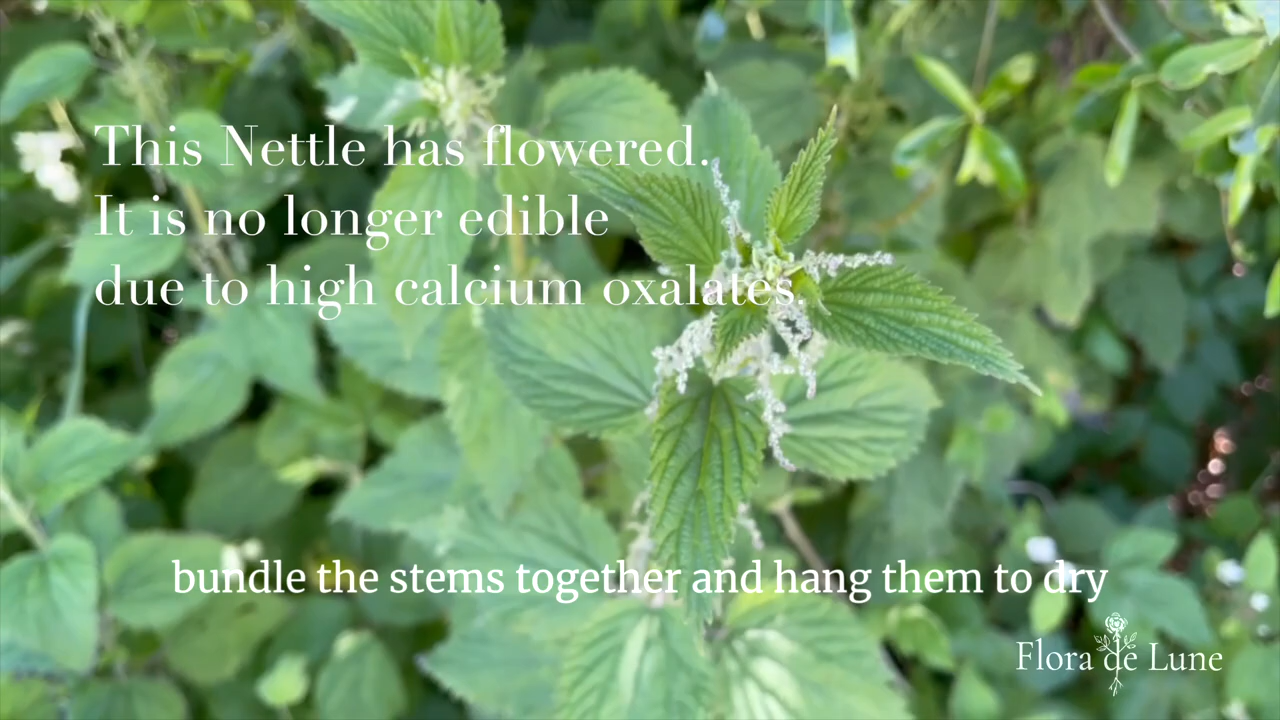 This Nettle has flowered.
It is no longer edible
due to high calcium oxalates.
bundle the stems together and hang them to dry
Flora de Lune